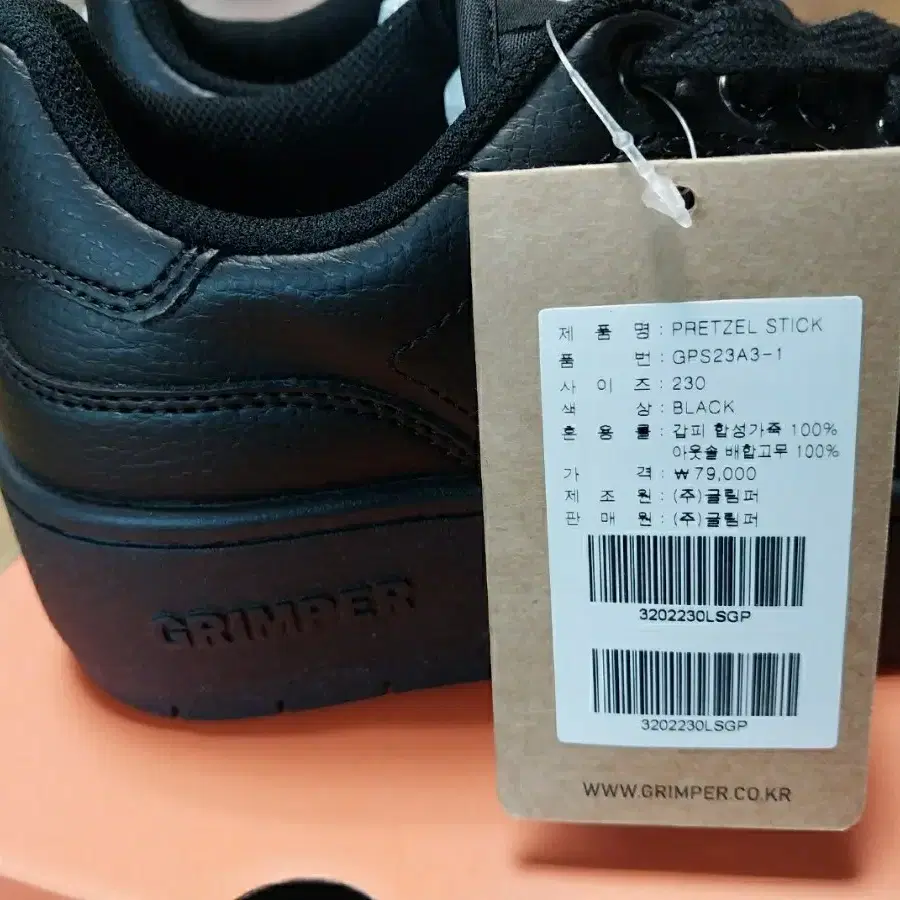 제 품 명 : PRETZEL STICK
품 번 : GPS23A3-1
사 이 즈 : 230
색 상 : BLACK
혼 용 률 : 갑피 합성가죽 100%
아웃솔 배합고무 100%
가 격 : ₩79,000
제 조 원 : (주)글림퍼
판 매 원 : (주)글림퍼
3202230LSGP
3202230LSGP
WWW.GRIMPER.CO.KR
GRIMPER